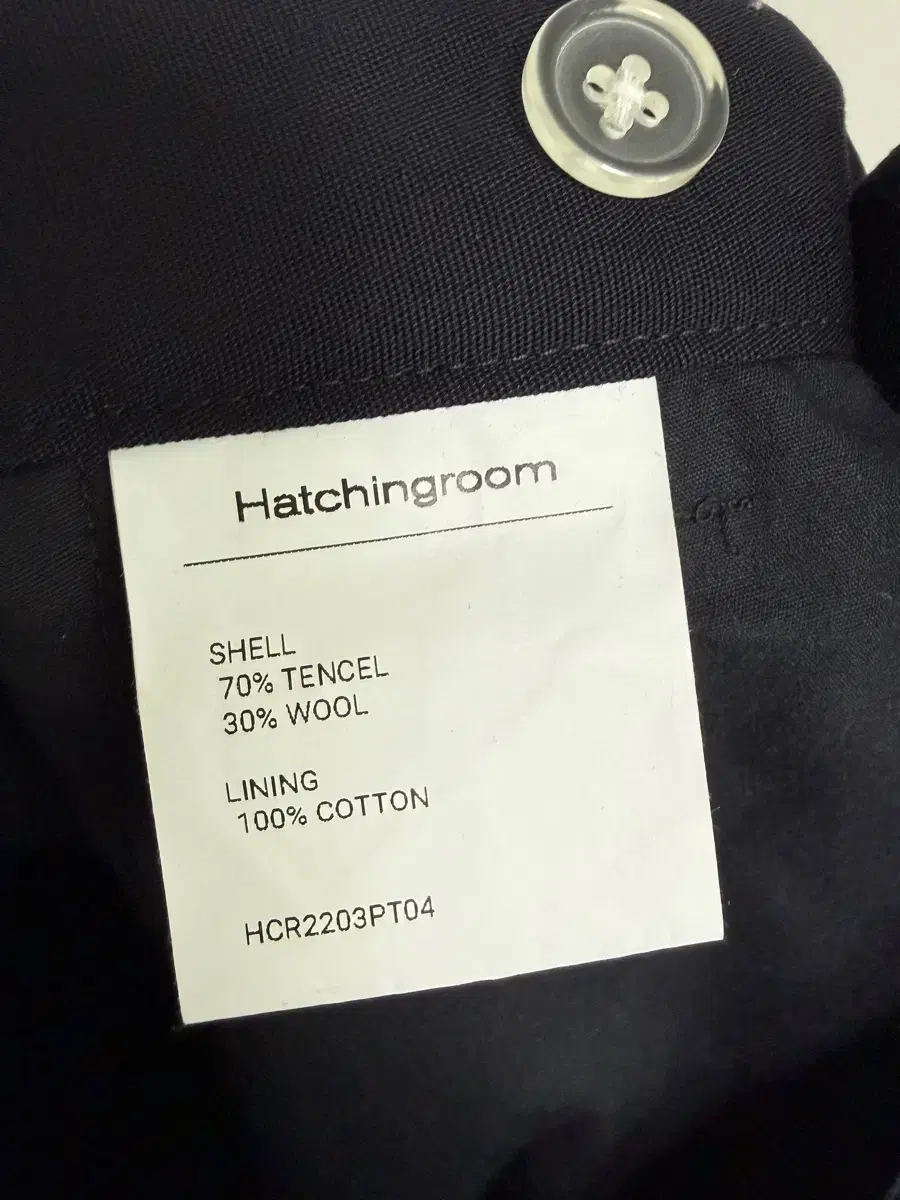 Hatchingroom
SHELL
70% TENCEL
30% WOOL
LINING
100% COTTON
HCR2203PT04